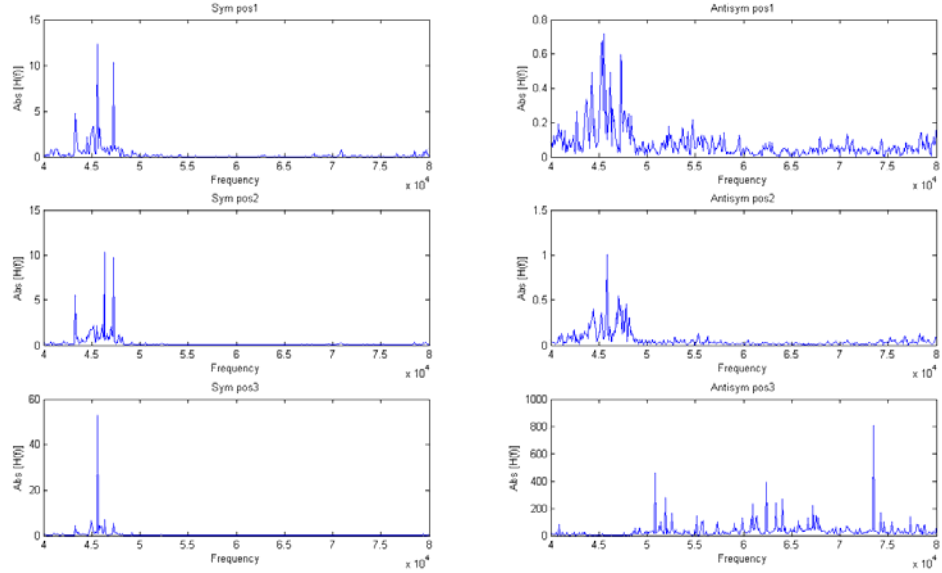 Sym pos1
Abs [H(f)]
15
10
5
0
4 4.5 5 5.5 6 6.5 7 7.5 8
Frequency
x 10^4
Antisym pos1
Abs [H(f)]
0.8
0.6
0.4
0.2
0
4 4.5 5 5.5 6 6.5 7 7.5 8
Frequency
x 10^4
Sym pos2
Abs [H(f)]
15
10
5
0
4 4.5 5 5.5 6 6.5 7 7.5 8
Frequency
x 10^4
Antisym pos2
Abs [H(f)]
1.5
1
0.5
0
4 4.5 5 5.5 6 6.5 7 7.5 8
Frequency
x 10^4
Sym pos3
Abs [H(f)]
60
40
20
0
4 4.5 5 5.5 6 6.5 7 7.5 8
Frequency
x 10^4
Antisym pos3
Abs [H(f)]
1000
800
600
400
200
0
4 4.5 5 5.5 6 6.5 7 7.5 8
Frequency
x 10^4